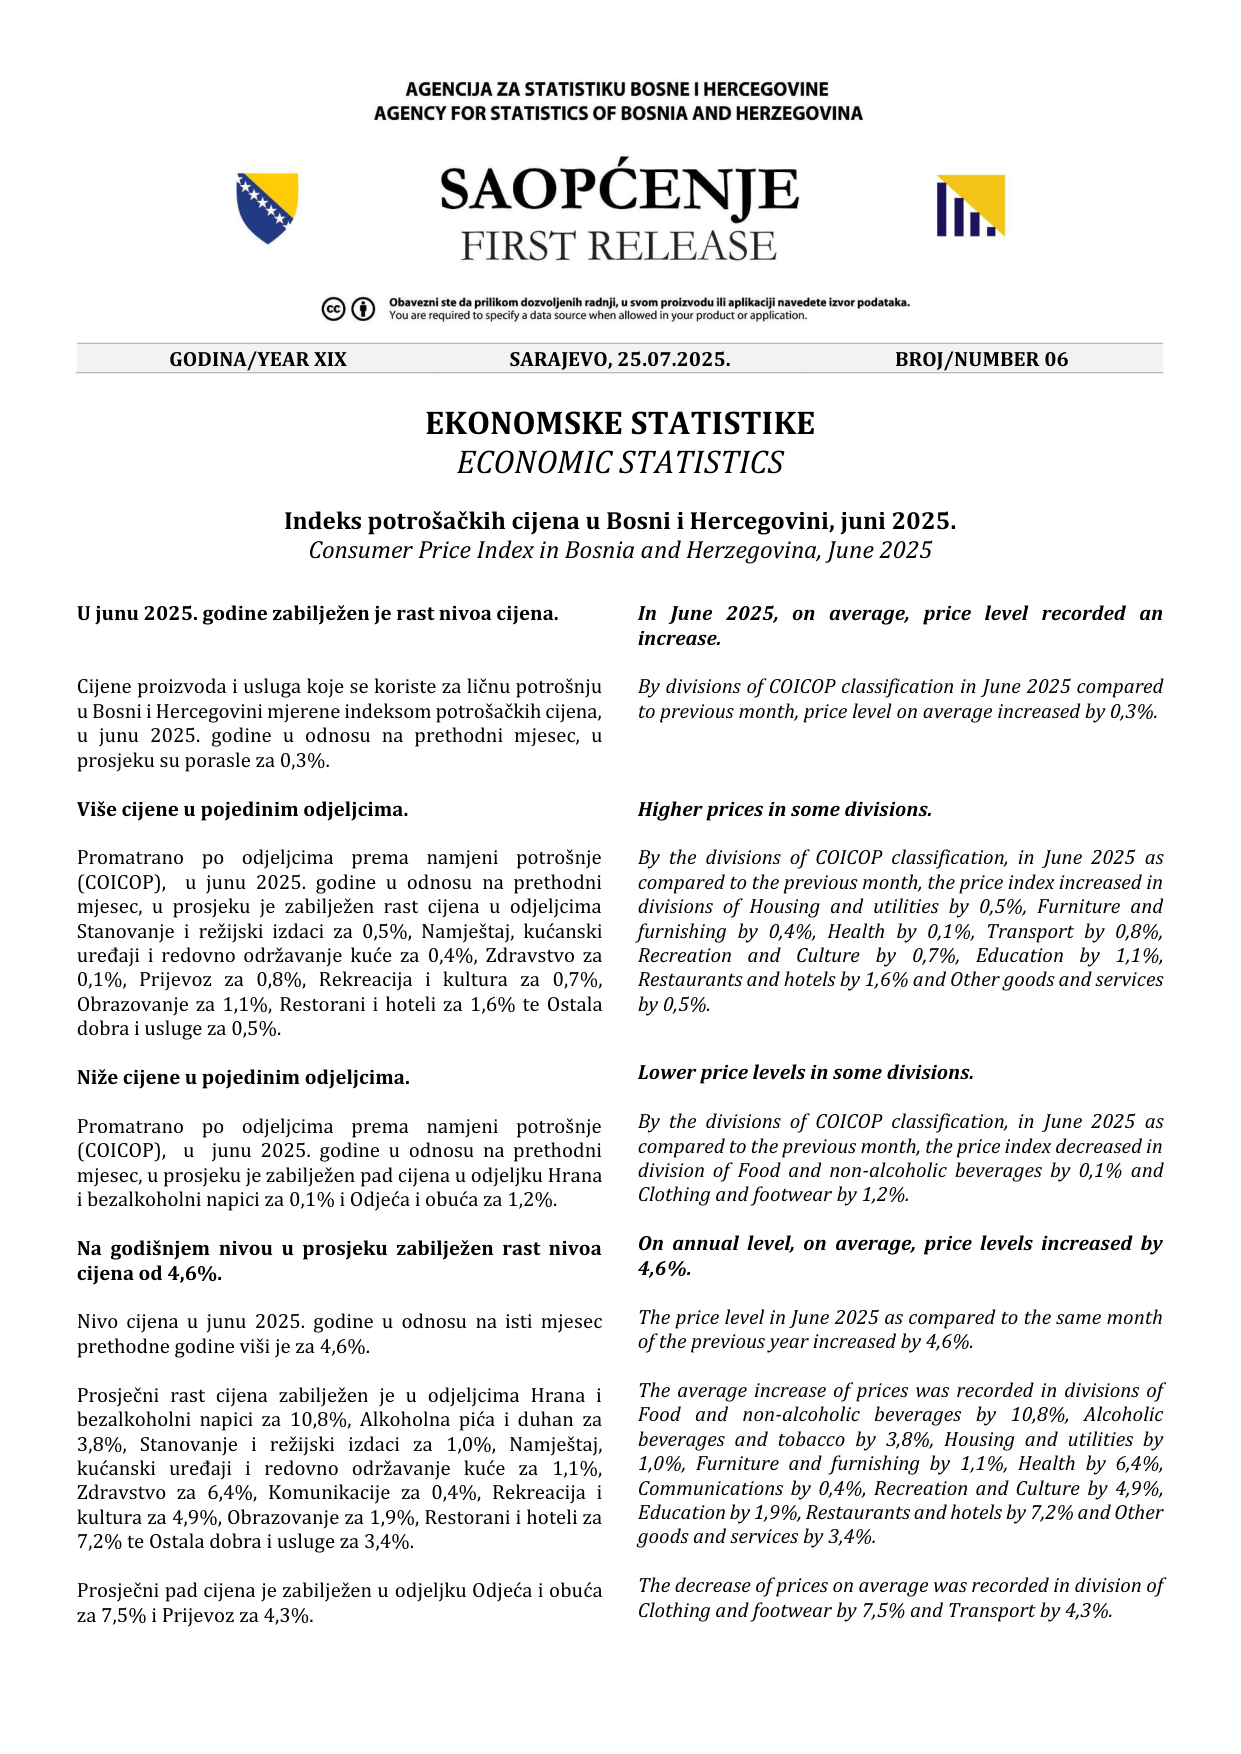 AGENCIJA ZA STATISTIKU BOSNE I HERCEGOVINE
AGENCY FOR STATISTICS OF BOSNIA AND HERZEGOVINA
SAOPĆENJE
FIRST RELEASE
cc
Obavezni ste da prilikom dozvoljenih radnji, u svom proizvodu ili aplikaciji navedete izvor podataka.
You are required to specify a data source when allowed in your product or application.
GODINA/YEAR XIX SARAJEVO, 25.07.2025. BROJ/NUMBER 06
EKONOMSKE STATISTIKE
ECONOMIC STATISTICS
Indeks potrošačkih cijena u Bosni i Hercegovini, juni 2025.
Consumer Price Index in Bosnia and Herzegovina, June 2025
U junu 2025. godine zabilježen je rast nivoa cijena.
Cijene proizvoda i usluga koje se koriste za ličnu potrošnju
u Bosni i Hercegovini mjerene indeksom potrošačkih cijena,
u junu 2025. godine u odnosu na prethodni mjesec, u
prosjeku su porasle za 0,3%.
Više cijene u pojedinim odjeljcima.
Promatrano po odjeljcima prema namjeni potrošnje
(COICOP), u junu 2025. godine u odnosu na prethodni
mjesec, u prosjeku je zabilježen rast cijena u odjeljcima
Stanovanje i režijski izdaci za 0,5%, Namještaj, kućanski
uređaji i redovno održavanje kuće za 0,4%, Zdravstvo za
0,1%, Prijevoz za 0,8%, Rekreacija i kultura za 0,7%,
Obrazovanje za 1,1%, Restorani i hoteli za 1,6% te Ostala
dobra i usluge za 0,5%.
Niže cijene u pojedinim odjeljcima.
Promatrano po odjeljcima prema namjeni potrošnje
(COICOP), u junu 2025. godine u odnosu na prethodni
mjesec, u prosjeku je zabilježen pad cijena u odjeljku Hrana
i bezalkoholni napici za 0,1% i Odjeća i obuća za 1,2%.
Na godišnjem nivou u prosjeku zabilježen rast nivoa
cijena od 4,6%.
Nivo cijena u junu 2025. godine u odnosu na isti mjesec
prethodne godine viši je za 4,6%.
Prosječni rast cijena zabilježen je u odjeljcima Hrana i
bezalkoholni napici za 10,8%, Alkoholna pića i duhan za
3,8%, Stanovanje i režijski izdaci za 1,0%, Namještaj,
kućanski uređaji i redovno održavanje kuće za 1,1%,
Zdravstvo za 6,4%, Komunikacije za 0,4%, Rekreacija i
kultura za 4,9%, Obrazovanje za 1,9%, Restorani i hoteli za
7,2% te Ostala dobra i usluge za 3,4%.
Prosječni pad cijena je zabilježen u odjeljku Odjeća i obuća
za 7,5% i Prijevoz za 4,3%.
In June 2025, on average, price level recorded an
increase.
By divisions of COICOP classification in June 2025 compared
to previous month, price level on average increased by 0,3%.
Higher prices in some divisions.
By the divisions of COICOP classification, in June 2025 as
compared to the previous month, the price index increased in
divisions of Housing and utilities by 0,5%, Furniture and
furnishing by 0,4%, Health by 0,1%, Transport by 0,8%,
Recreation and Culture by 0,7%, Education by 1,1%,
Restaurants and hotels by 1,6% and Other goods and services
by 0,5%.
Lower price levels in some divisions.
By the divisions of COICOP classification, in June 2025 as
compared to the previous month, the price index decreased in
division of Food and non-alcoholic beverages by 0,1% and
Clothing and footwear by 1,2%.
On annual level, on average, price levels increased by
4,6%.
The price level in June 2025 as compared to the same month
of the previous year increased by 4,6%.
The average increase of prices was recorded in divisions of
Food and non-alcoholic beverages by 10,8%, Alcoholic
beverages and tobacco by 3,8%, Housing and utilities by
1,0%, Furniture and furnishing by 1,1%, Health by 6,4%,
Communications by 0,4%, Recreation and Culture by 4,9%,
Education by 1,9%, Restaurants and hotels by 7,2% and Other
goods and services by 3,4%.
The decrease of prices on average was recorded in division of
Clothing and footwear by 7,5% and Transport by 4,3%.